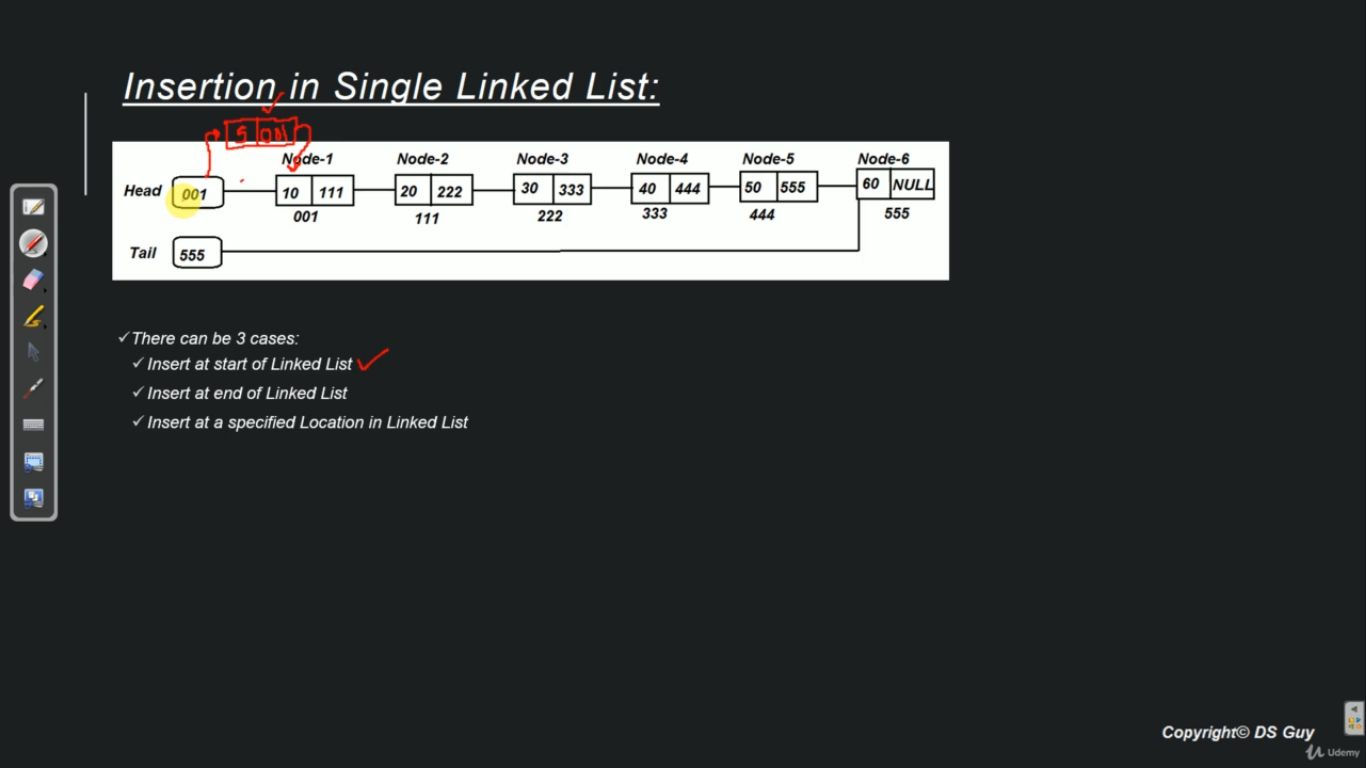 Insertion in Single Linked List:
5 001
Node-1 Node-2 Node-3 Node-4 Node-5 Node-6
Head 001 10 111 20 222 30 333 40 444 50 555 60 NULL
001 111 222 333 444 555
Tail 555
There can be 3 cases:
Insert at start of Linked List
Insert at end of Linked List
Insert at a specified Location in Linked List
Copyright© DS Guy
Udemy